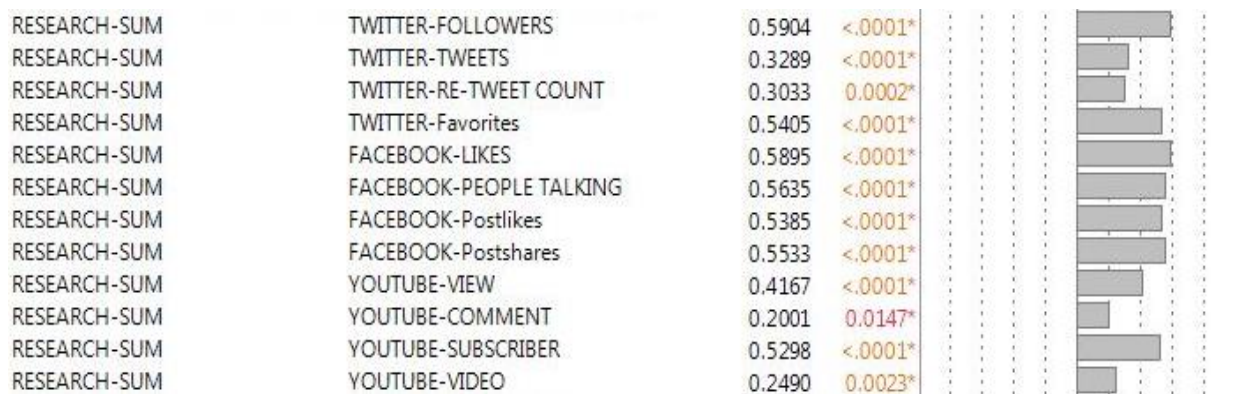 RESEARCH-SUM TWITTER-FOLLOWERS 0.5904 <.0001*
RESEARCH-SUM TWITTER-TWEETS 0.3289 <.0001*
RESEARCH-SUM TWITTER-RE-TWEET COUNT 0.3033 0.0002*
RESEARCH-SUM TWITTER-Favorites 0.5405 <.0001*
RESEARCH-SUM FACEBOOK-LIKES 0.5895 <.0001*
RESEARCH-SUM FACEBOOK-PEOPLE TALKING 0.5635 <.0001*
RESEARCH-SUM FACEBOOK-Postlikes 0.5385 <.0001*
RESEARCH-SUM FACEBOOK-Postshares 0.5533 <.0001*
RESEARCH-SUM YOUTUBE-VIEW 0.4167 <.0001*
RESEARCH-SUM YOUTUBE-COMMENT 0.2001 0.0147*
RESEARCH-SUM YOUTUBE-SUBSCRIBER 0.5298 <.0001*
RESEARCH-SUM YOUTUBE-VIDEO 0.2490 0.0023*